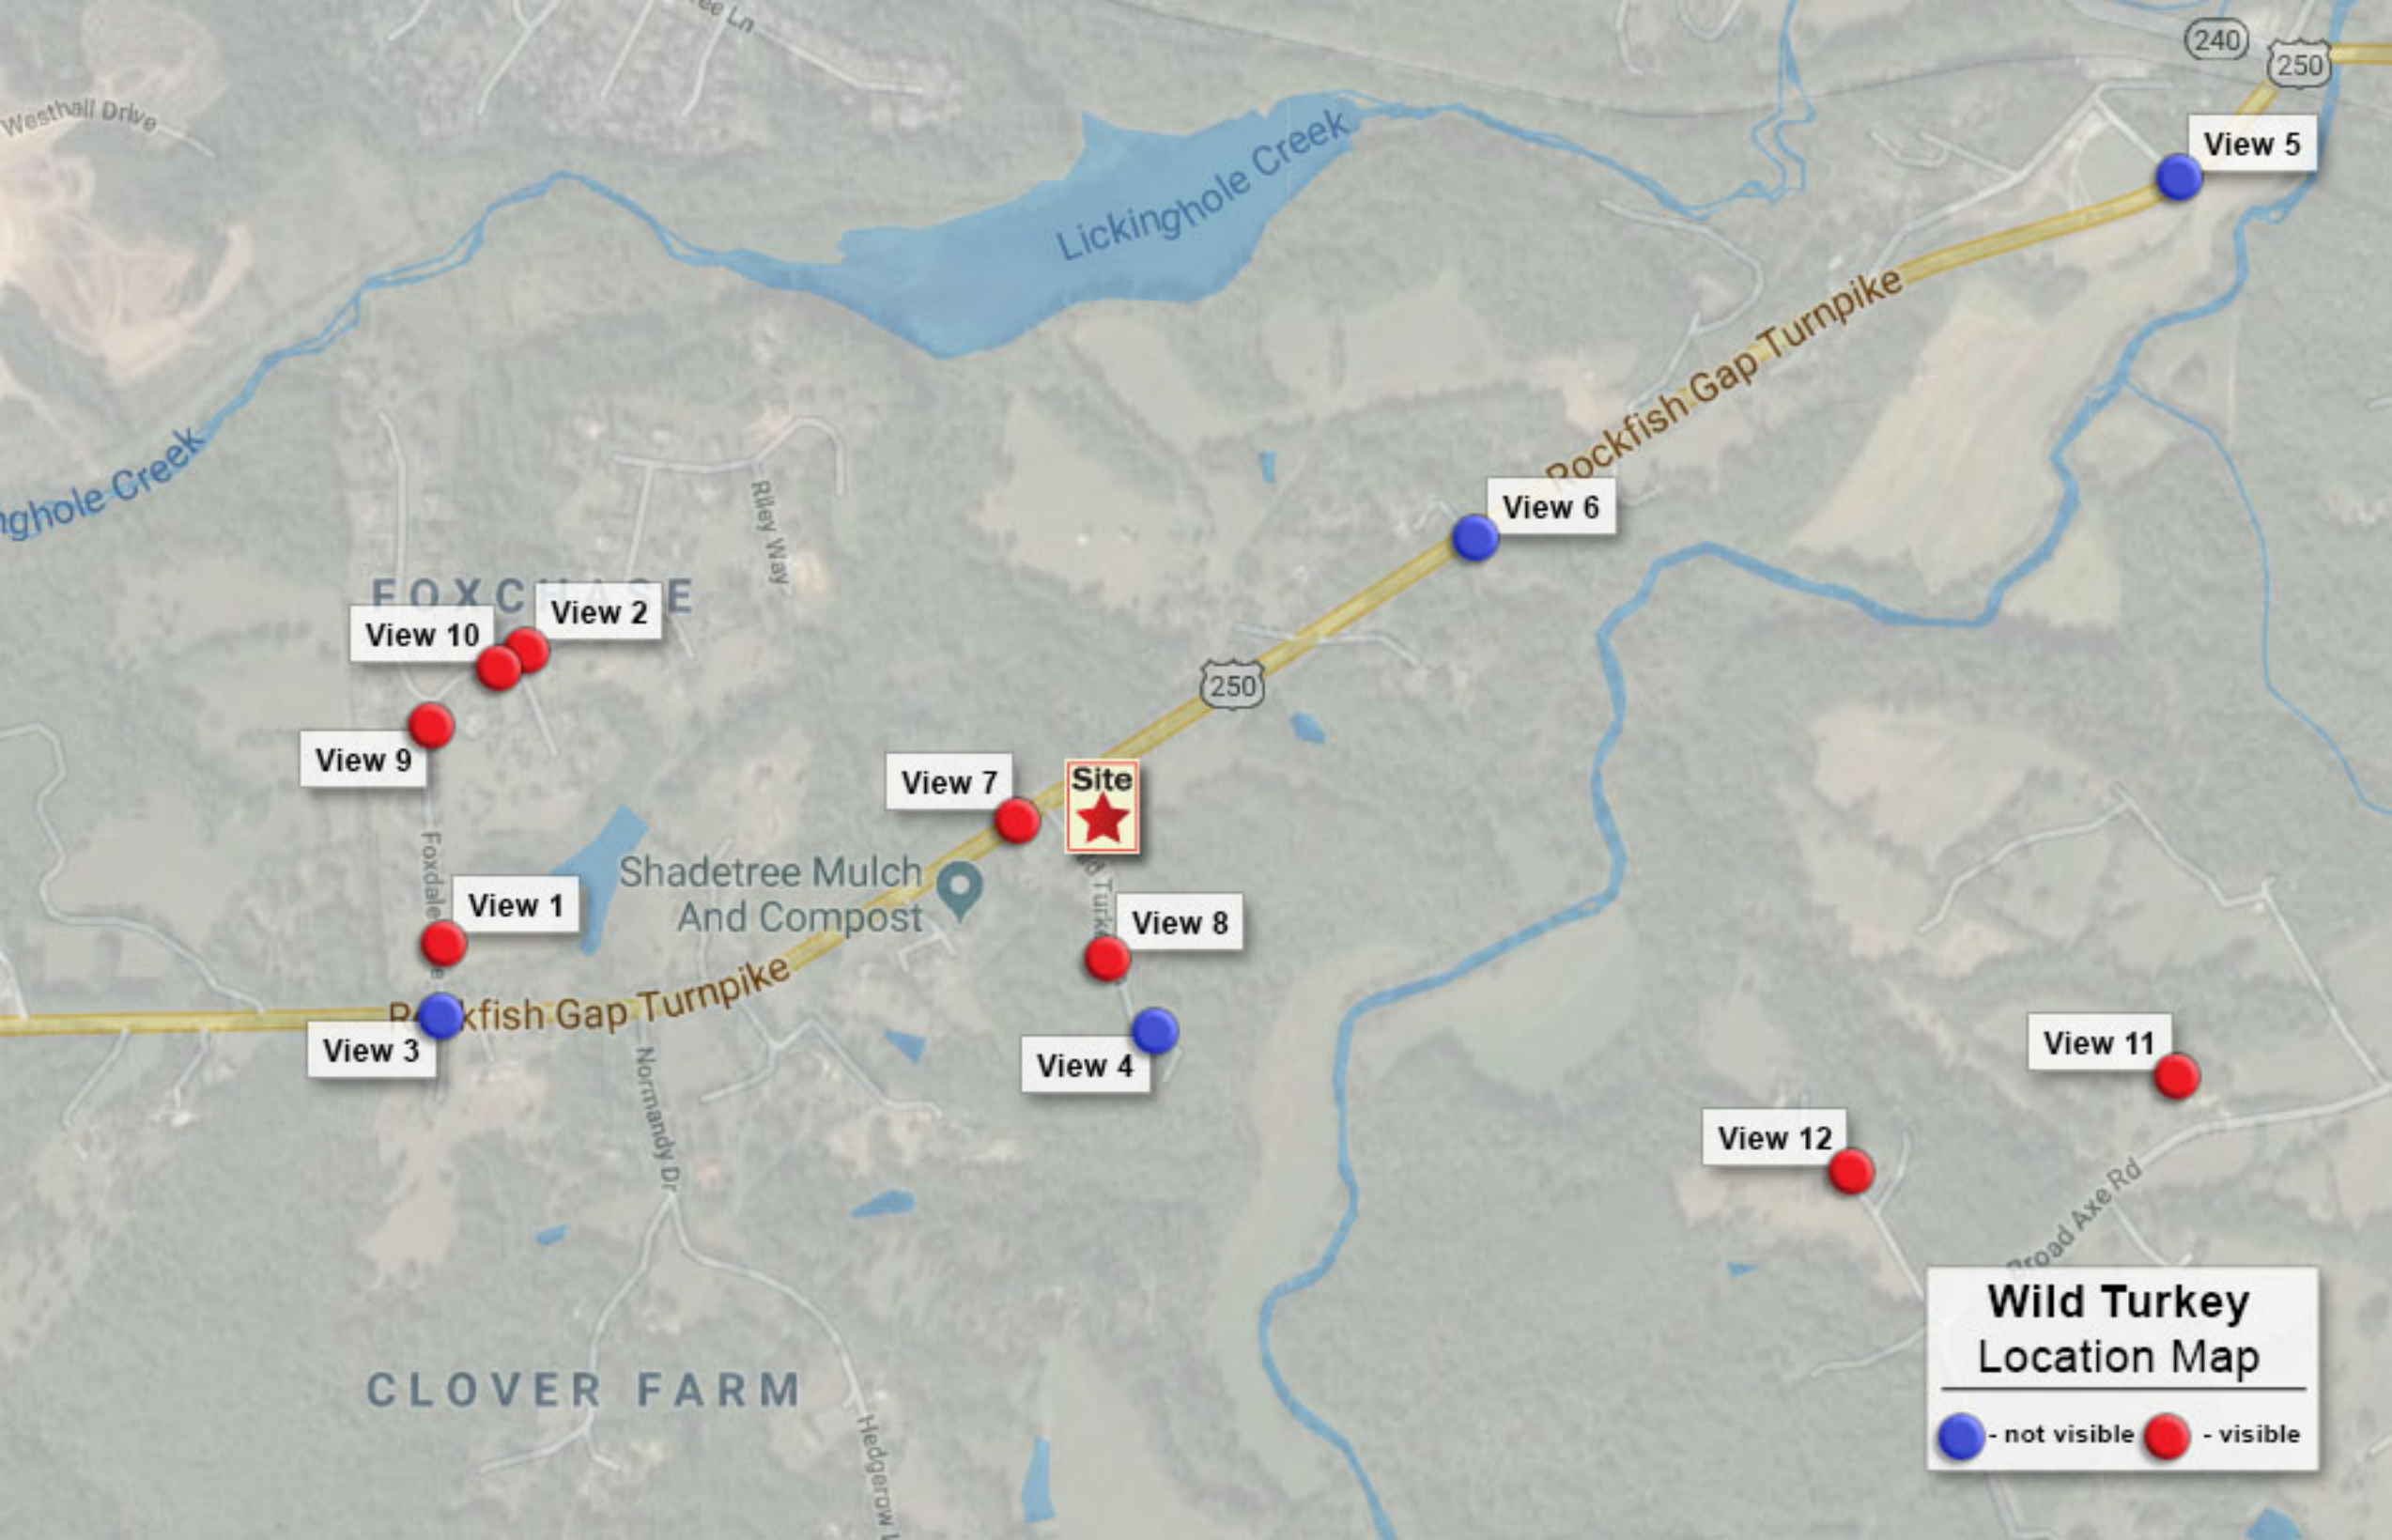 ee Ln
240
250
Westhall Drive
View 5
Lickinghole Creek
Rockfish Gap Turnpike
nghole Creek
Riley Way
View 6
FOXCHASE
View 2
View 10
250
View 9
View 7
Site
Foxdale
Shadetree Mulch
And Compost
View 1
View 8
Rockfish Gap Turnpike
View 3
View 4
View 11
Normandy Dr
View 12
Broad Axe Rd
Wild Turkey
Location Map
- not visible
- visible
CLOVER FARM
Hedgerow L